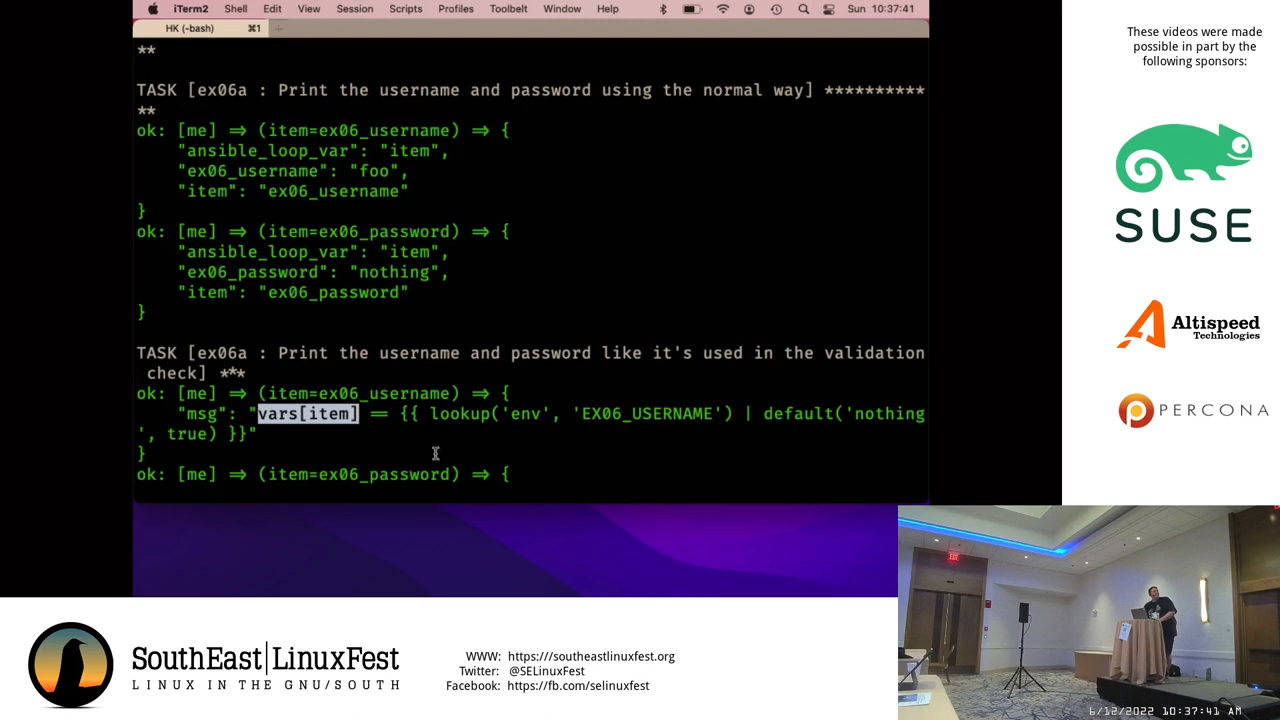 iTerm2 Shell Edit View Session Scripts Profiles Toolbelt Window Help Sun 10:37:41
HK (-bash) ⌘1 +
**
TASK [ex06a : Print the username and password using the normal way] **********
**
ok: [me] => (item=ex06_username) => {
"ansible_loop_var": "item",
"ex06_username": "foo",
"item": "ex06_username"
}
ok: [me] => (item=ex06_password) => {
"ansible_loop_var": "item",
"ex06_password": "nothing",
"item": "ex06_password"
}
TASK [ex06a : Print the username and password like it's used in the validation
check] ***
ok: [me] => (item=ex06_username) => {
"msg": "vars[item] == {{ lookup('env', 'EX06_USERNAME') | default('nothing
', true) }}"
}
ok: [me] => (item=ex06_password) => {
These videos were made
possible in part by the
following sponsors:
SUSE
Altispeed
Technologies
PERCONA
SouthEast LinuxFest
LINUX IN THE GNU/SOUTH
WWW: https:///southeastlinuxfest.org
Twitter: @SELinuxFest
Facebook: https://fb.com/selinuxfest
6/12/2022 10:37:41 AM